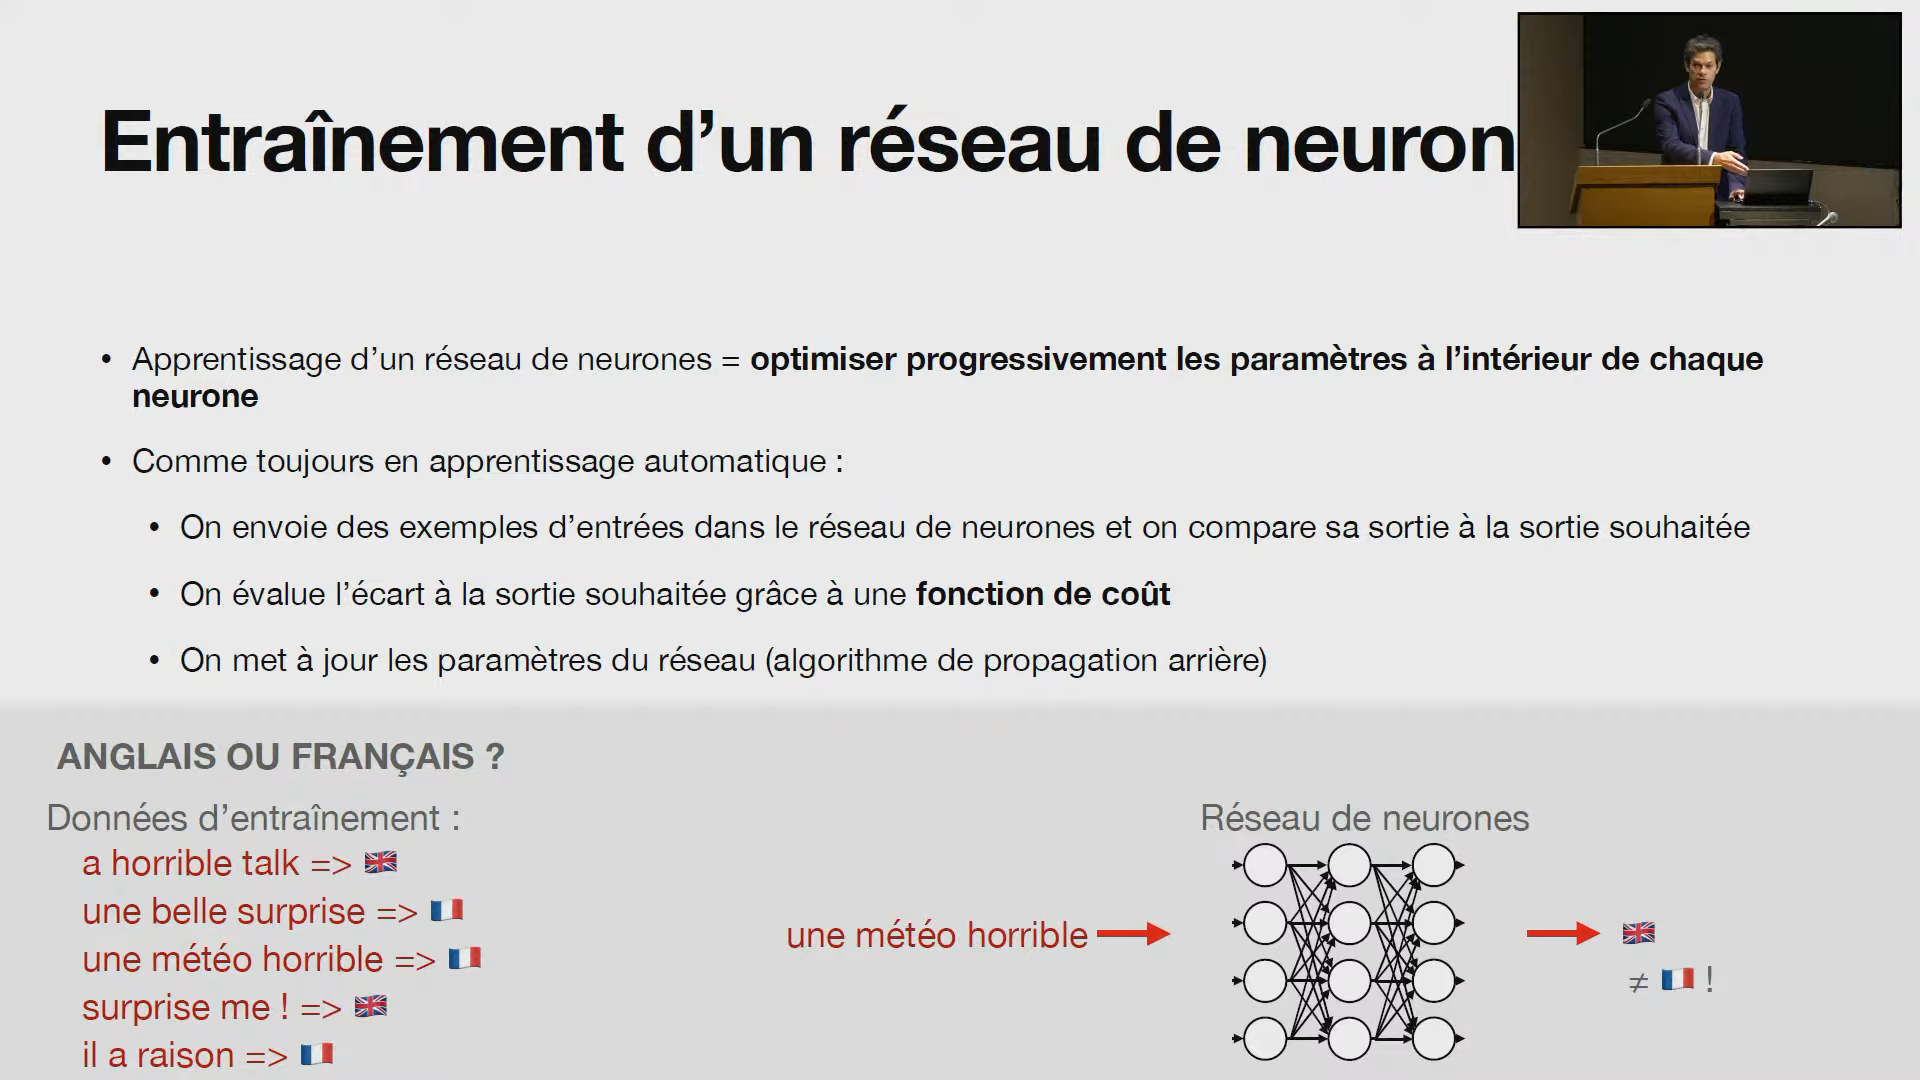 Entraînement d’un réseau de neuron
• Apprentissage d’un réseau de neurones = optimiser progressivement les paramètres à l’intérieur de chaque
neurone
• Comme toujours en apprentissage automatique :
• On envoie des exemples d’entrées dans le réseau de neurones et on compare sa sortie à la sortie souhaitée
• On évalue l’écart à la sortie souhaitée grâce à une fonction de coût
• On met à jour les paramètres du réseau (algorithme de propagation arrière)
ANGLAIS OU FRANÇAIS ?
Données d’entraînement :
a horrible talk => 🇬🇧
une belle surprise => 🇫🇷
une météo horrible => 🇫🇷
surprise me ! => 🇬🇧
il a raison => 🇫🇷
une météo horrible
Réseau de neurones
🇬🇧
≠ 🇫🇷 !